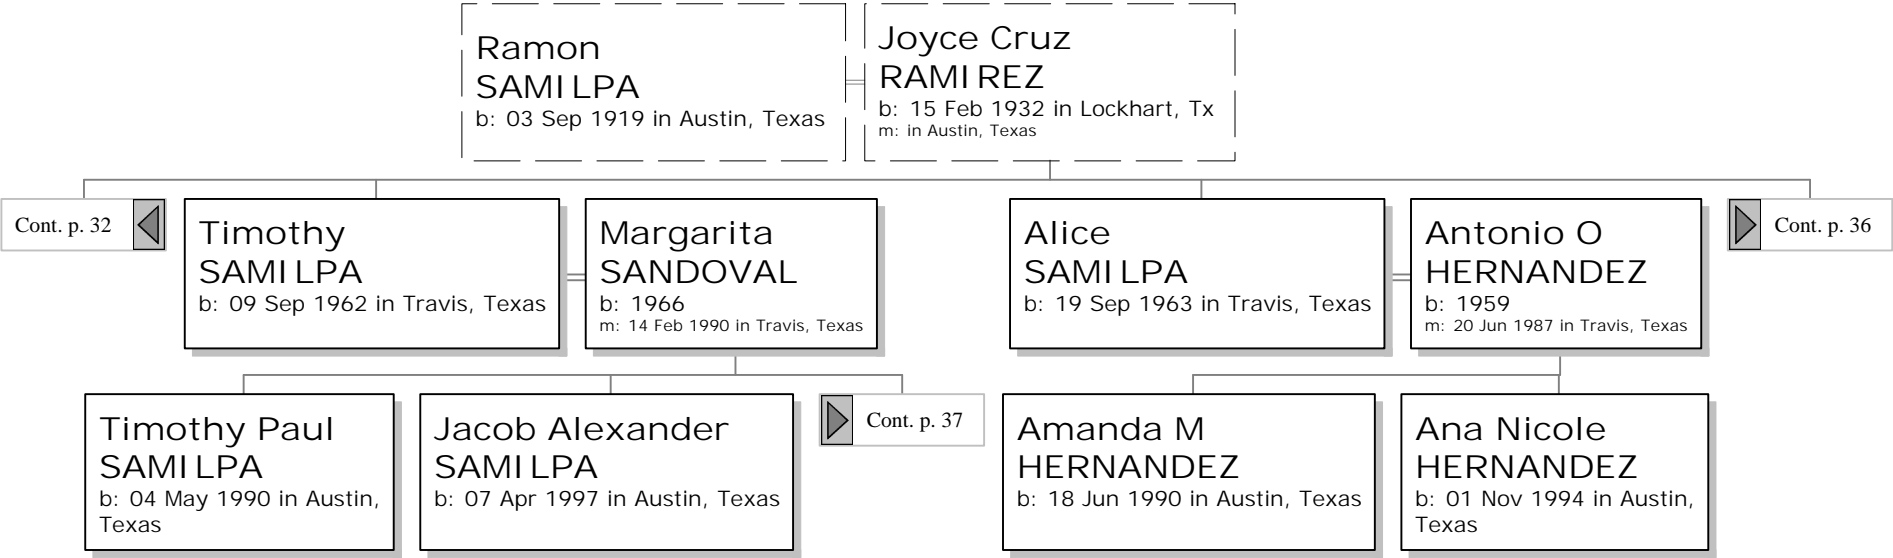 Ramon
SAMILPA
b: 03 Sep 1919 in Austin, Texas
Joyce Cruz
RAMIREZ
b: 15 Feb 1932 in Lockhart, Tx
m: in Austin, Texas
Cont. p. 32
Timothy
SAMILPA
b: 09 Sep 1962 in Travis, Texas
Margarita
SANDOVAL
b: 1966
m: 14 Feb 1990 in Travis, Texas
Alice
SAMILPA
b: 19 Sep 1963 in Travis, Texas
Antonio O
HERNANDEZ
b: 1959
m: 20 Jun 1987 in Travis, Texas
Cont. p. 36
Timothy Paul
SAMILPA
b: 04 May 1990 in Austin,
Texas
Jacob Alexander
SAMILPA
b: 07 Apr 1997 in Austin, Texas
Cont. p. 37
Amanda M
HERNANDEZ
b: 18 Jun 1990 in Austin, Texas
Ana Nicole
HERNANDEZ
b: 01 Nov 1994 in Austin,
Texas